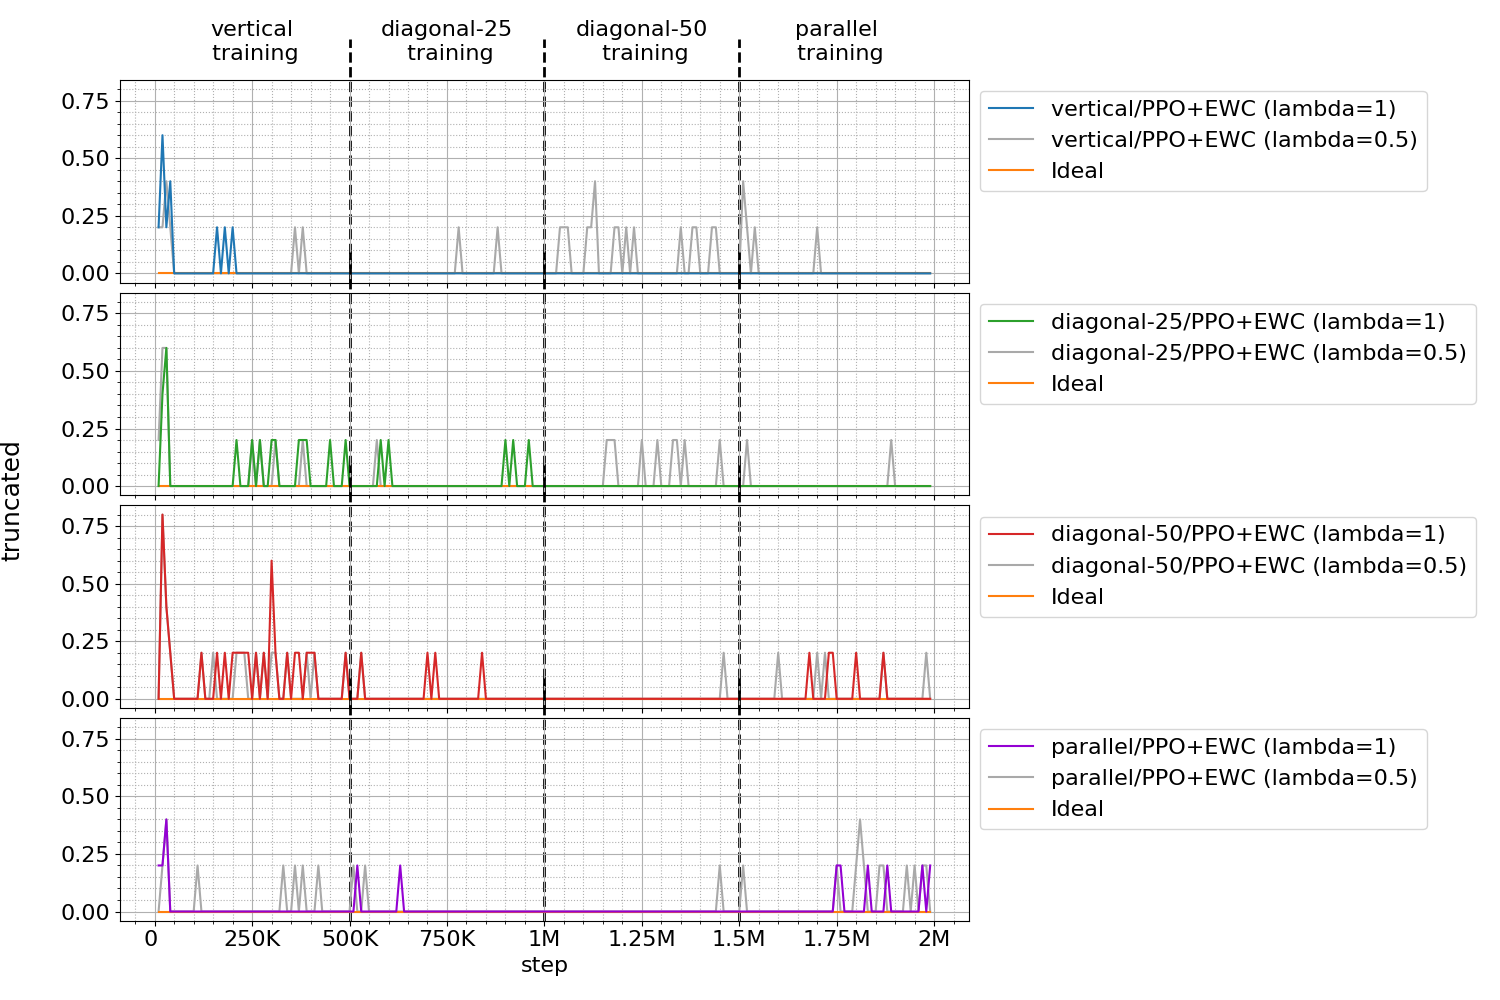 vertical
training
diagonal-25
training
diagonal-50
training
parallel
training
0.75
0.50
0.25
0.00
vertical/PPO+EWC (lambda=1)
vertical/PPO+EWC (lambda=0.5)
Ideal
0.75
0.50
0.25
0.00
diagonal-25/PPO+EWC (lambda=1)
diagonal-25/PPO+EWC (lambda=0.5)
Ideal
truncated
0.75
0.50
0.25
0.00
diagonal-50/PPO+EWC (lambda=1)
diagonal-50/PPO+EWC (lambda=0.5)
Ideal
0.75
0.50
0.25
0.00
parallel/PPO+EWC (lambda=1)
parallel/PPO+EWC (lambda=0.5)
Ideal
0 250K 500K 750K 1M 1.25M 1.5M 1.75M 2M
step